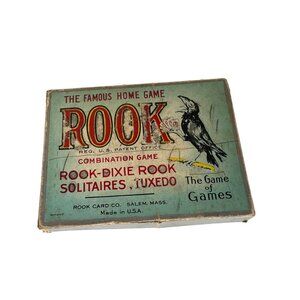 THE FAMOUS HOME GAME
ROOK
REG. U.S. PATENT OFFICE
COMBINATION GAME
ROOK-DIXIE ROOK
SOLITAIRES, TUXEDO
The Game
of
Games
ROOK CARD CO. SALEM, MASS.
Made in U.S.A.